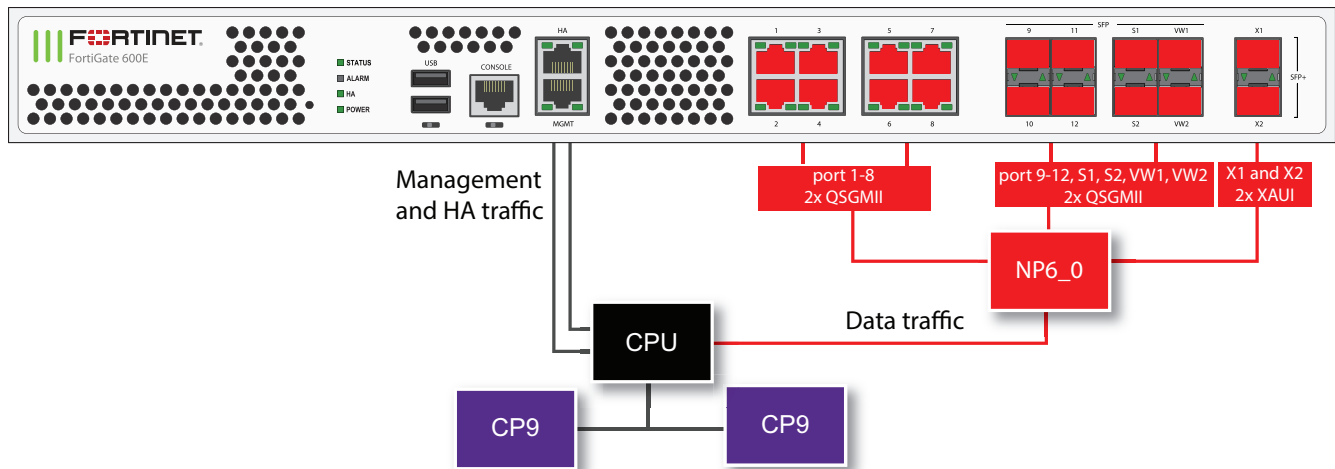 FORTINET
FortiGate 600E
STATUS
ALARM
HA
POWER
USB
CONSOLE
HA
MGMT
1 3
2 4
5 7
6 8
SFP
9 11 S1 VW1
10 12 S2 VW2
X1
X2
SFP+
Management
and HA traffic
port 1-8
2x QSGMII
port 9-12, S1, S2, VW1, VW2
2x QSGMII
X1 and X2
2x XAUI
NP6_0
Data traffic
CPU
CP9
CP9